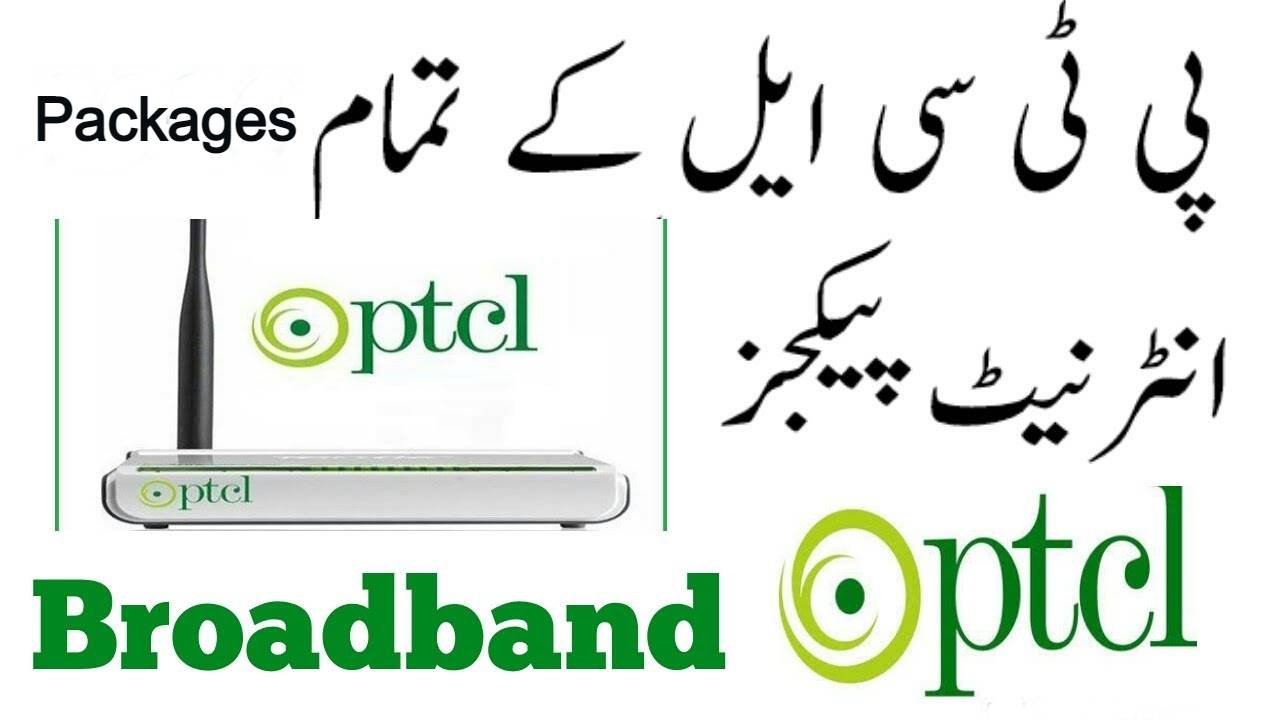 پی ٹی سی ایل کے تمام Packages
انٹرنیٹ پیکجز
ptcl
ptcl
ptcl
Broadband